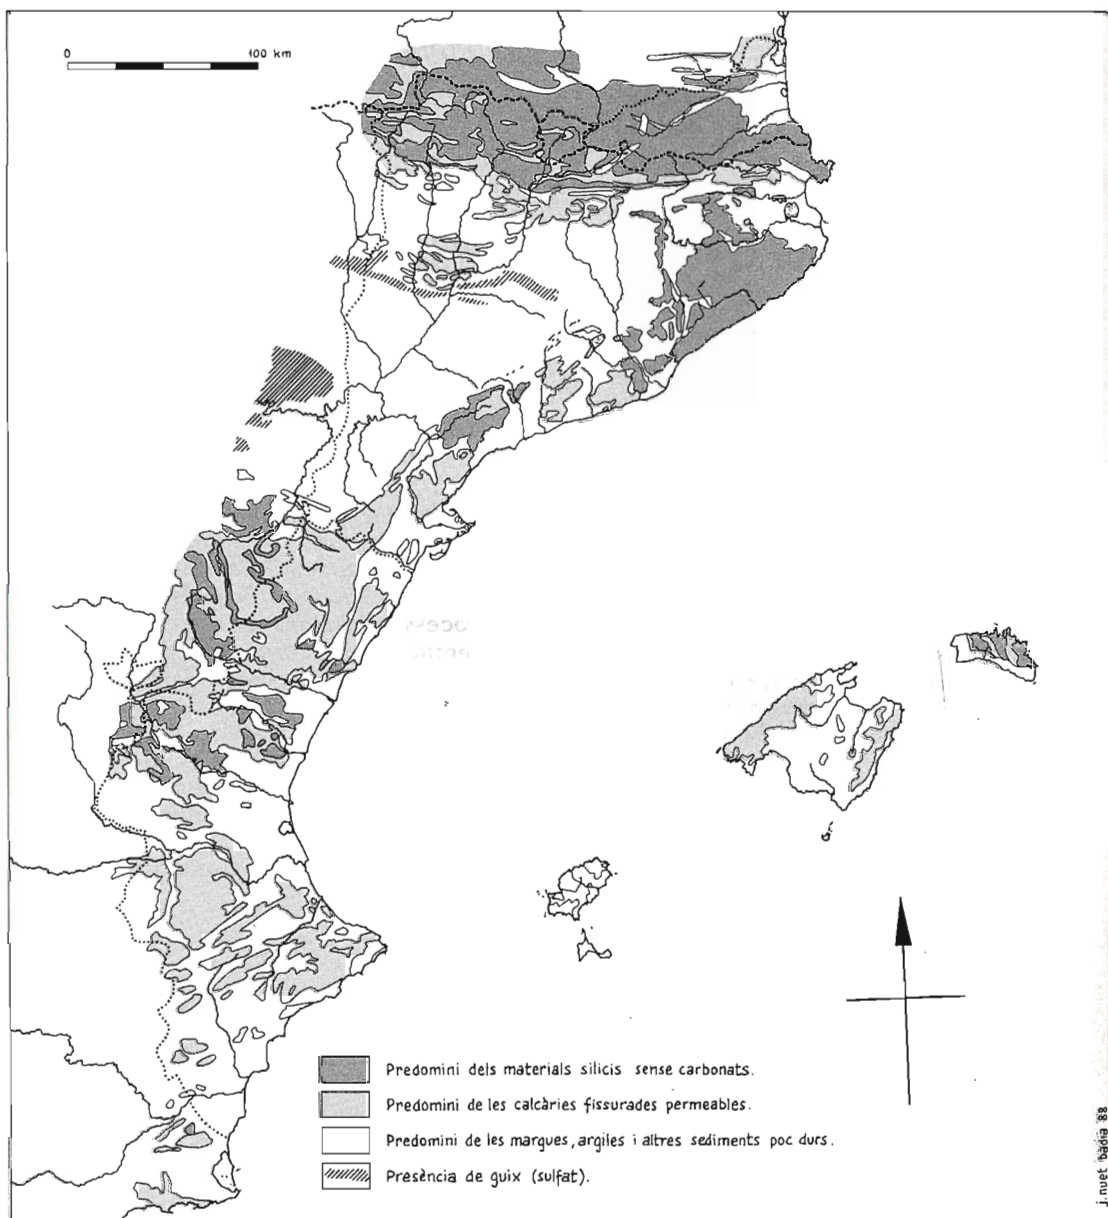 0 100 km
Predomini dels materials silicis sense carbonats.
Predomini de les calcàries fissurades permeables.
Predomini de les margues, argiles i altres sediments poc durs.
Presència de guix (sulfat).
j. nuet badia 88